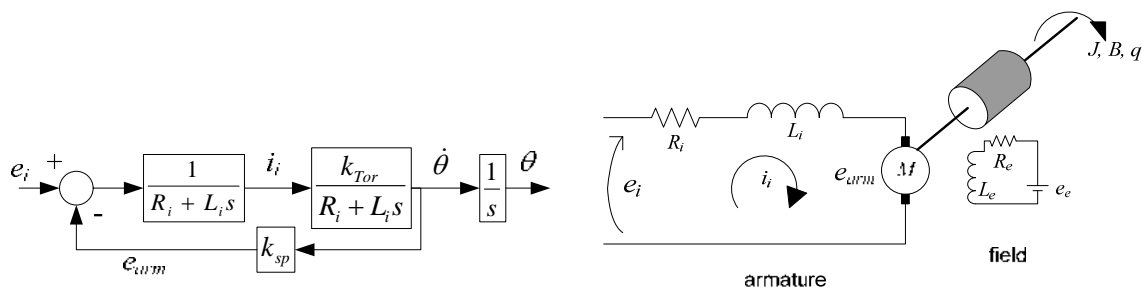 e_i
+
-
1 / (R_i + L_i s)
i_i
k_Tor / (R_i + L_i s)
θ̇
1 / s
θ
k_sp
e_arm
R_i
L_i
e_i
i_i
e_arm
M
J, B, q
R_e
L_e
e_e
armature
field